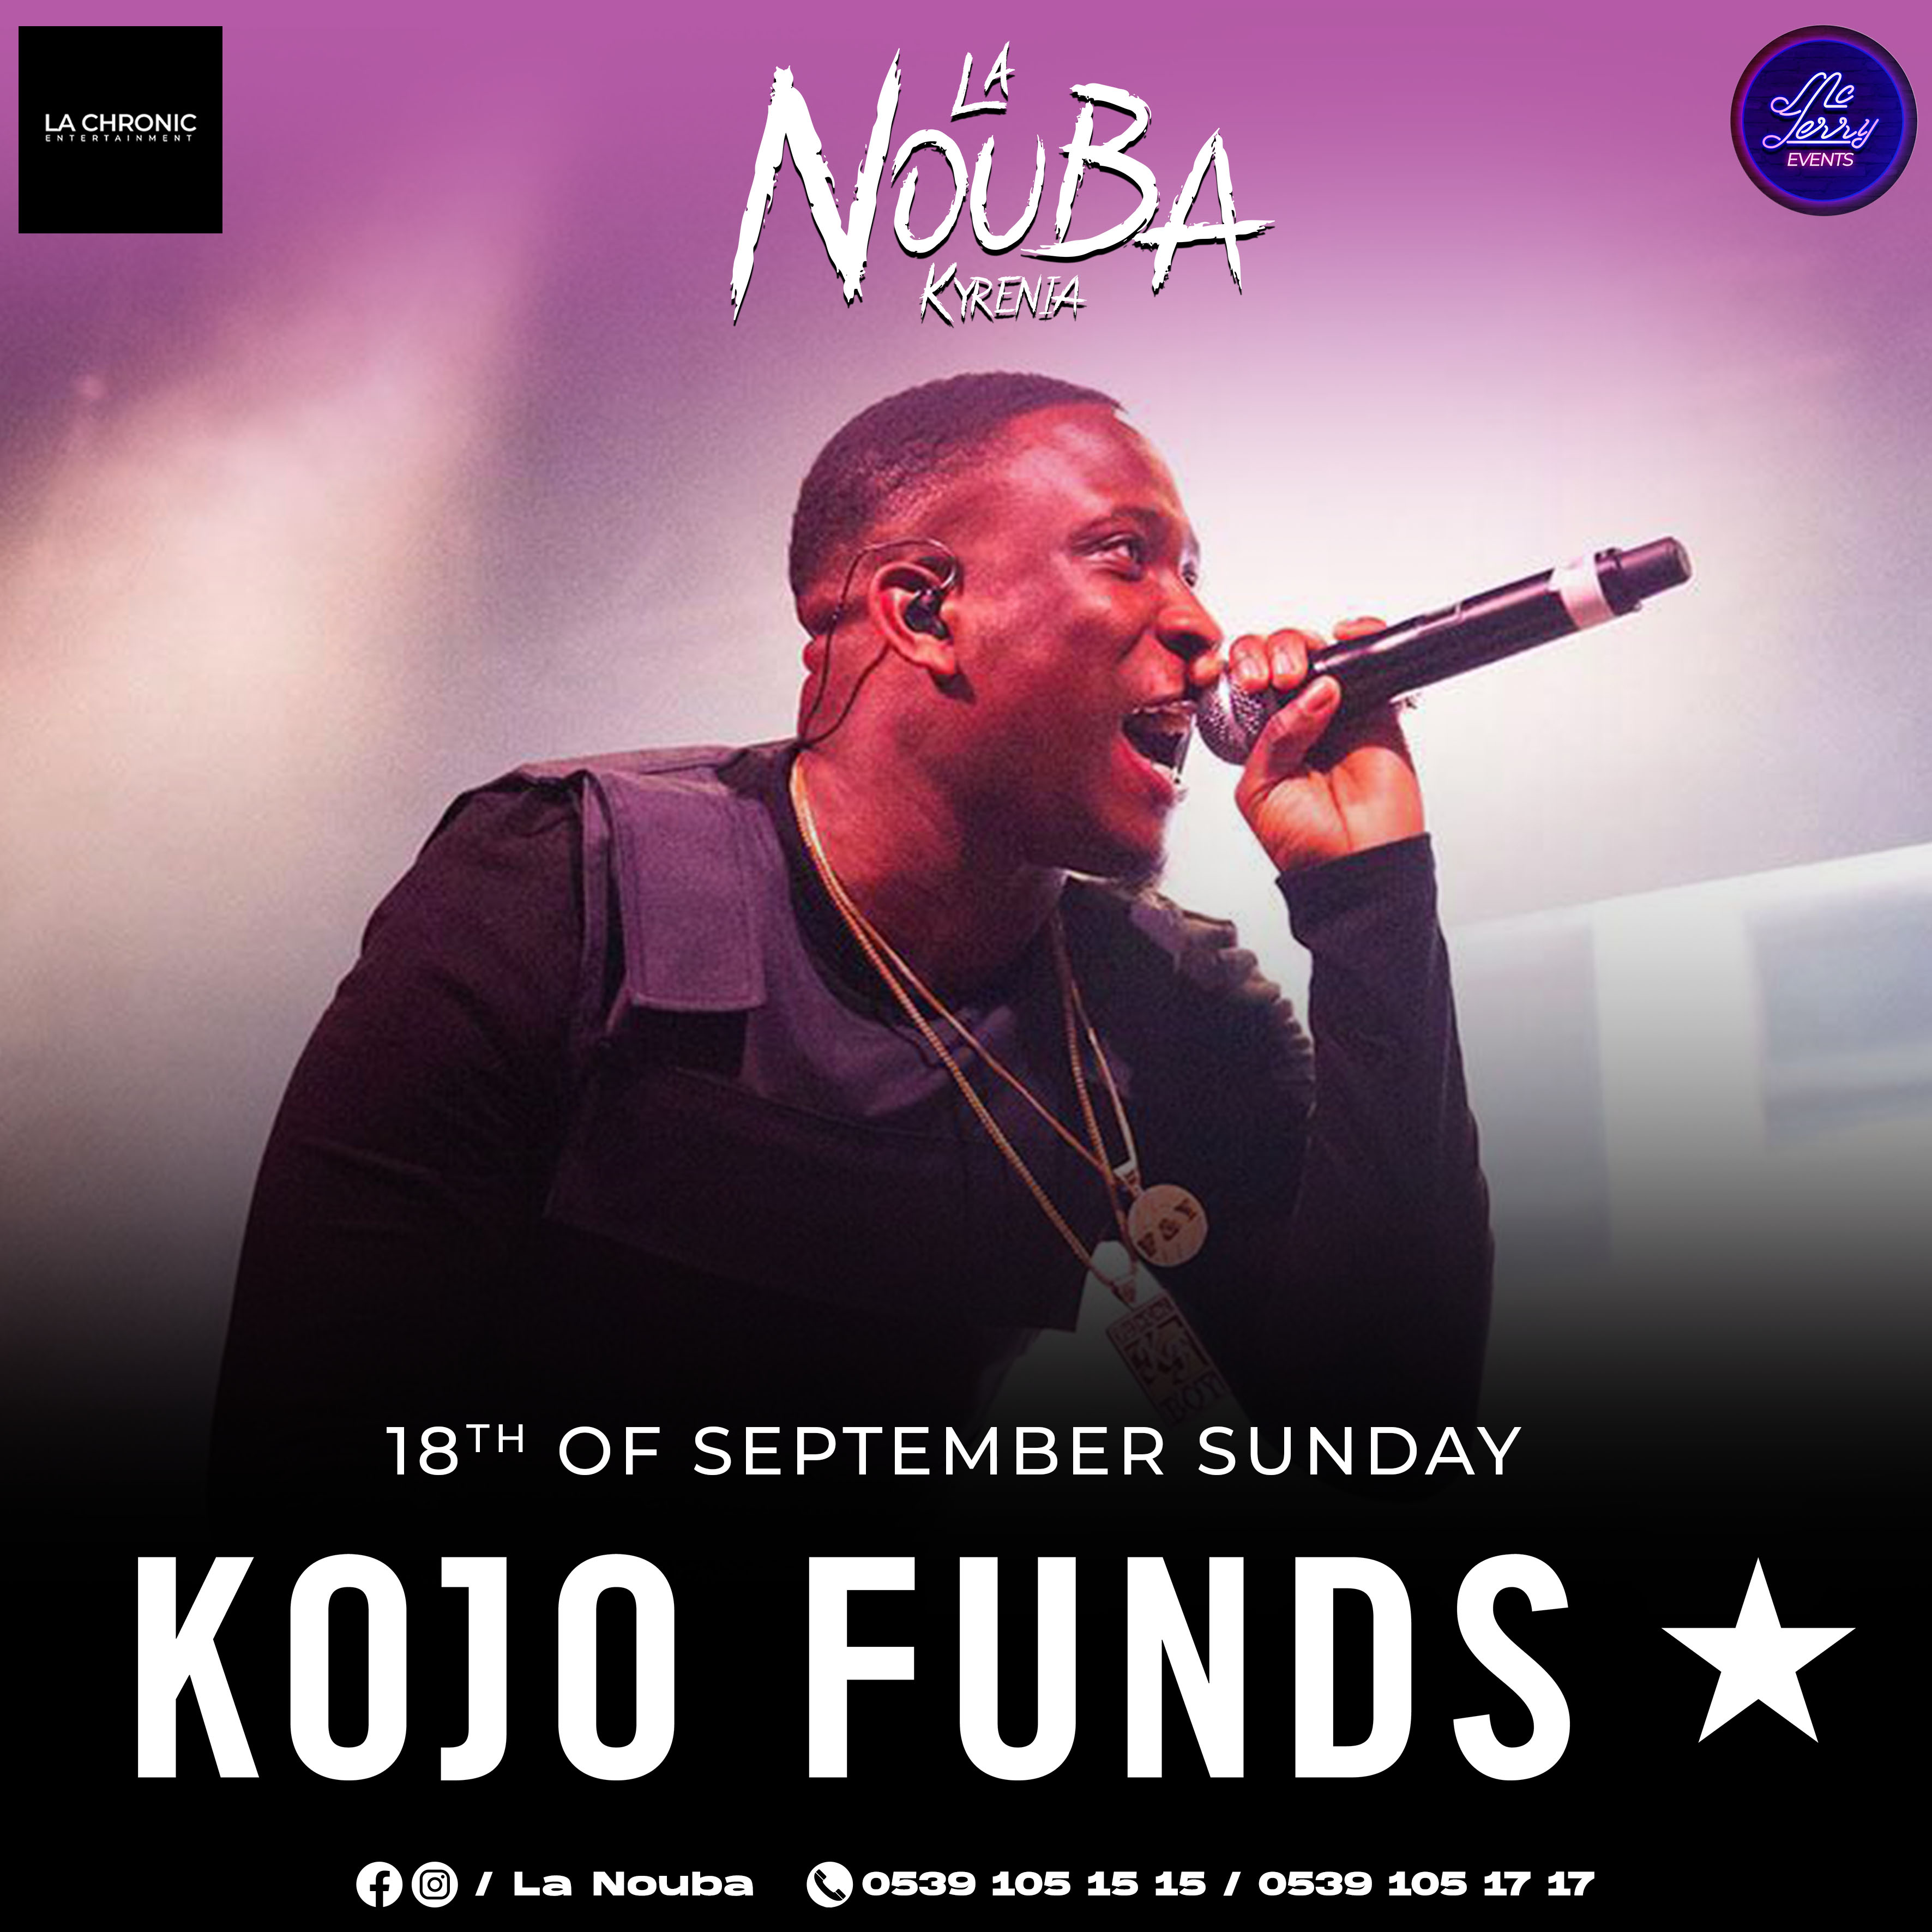 LA CHRONIC
ENTERTAINMENT
LA
NOUBA
KYRENIA
Mc
Jerry
EVENTS
18TH OF SEPTEMBER SUNDAY
KOJO FUNDS
/ La Nouba 0539 105 15 15 / 0539 105 17 17